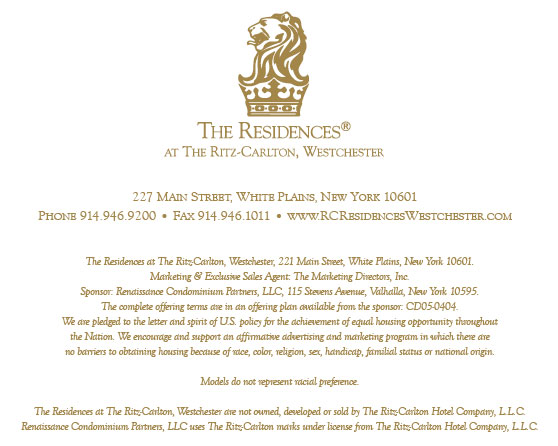 THE RESIDENCES®
AT THE RITZ-CARLTON, WESTCHESTER
227 MAIN STREET, WHITE PLAINS, NEW YORK 10601
PHONE 914.946.9200 • FAX 914.946.1011 • WWW.RCRESIDENCESWESTCHESTER.COM
The Residences at The Ritz-Carlton, Westchester, 221 Main Street, White Plains, New York 10601.
Marketing & Exclusive Sales Agent: The Marketing Directors, Inc.
Sponsor: Renaissance Condominium Partners, LLC, 115 Stevens Avenue, Valhalla, New York 10595.
The complete offering terms are in an offering plan available from the sponsor: CD05-0404.
We are pledged to the letter and spirit of U.S. policy for the achievement of equal housing opportunity throughout
the Nation. We encourage and support an affirmative advertising and marketing program in which there are
no barriers to obtaining housing because of race, color, religion, sex, handicap, familial status or national origin.
Models do not represent racial preference.
The Residences at The Ritz-Carlton, Westchester are not owned, developed or sold by The Ritz-Carlton Hotel Company, L.L.C.
Renaissance Condominium Partners, LLC uses The Ritz-Carlton marks under license from The Ritz-Carlton Hotel Company, L.L.C.